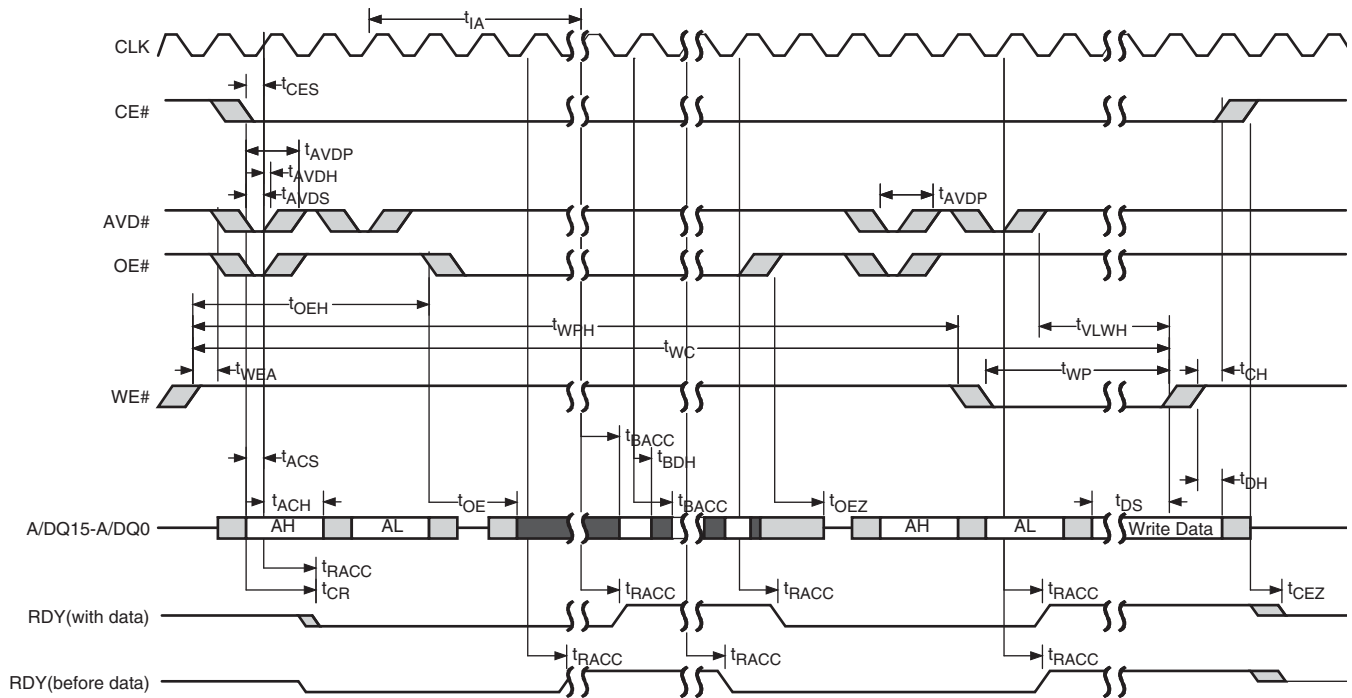 tIA
CLK
tCES
CE#
tAVDP
tAVDH
tAVDS
tAVDP
AVD#
OE#
tOEH
tWPH
tVLWH
tWC
tWEA
tWP
tCH
WE#
tBACC
tACS
tBDH
tACH
tOE
tBACC
tOEZ
tDS
tDH
A/DQ15-A/DQ0
AH
AL
AH
AL
Write Data
tRACC
tCR
tRACC
tRACC
tRACC
tCEZ
RDY(with data)
tRACC
tRACC
tRACC
RDY(before data)